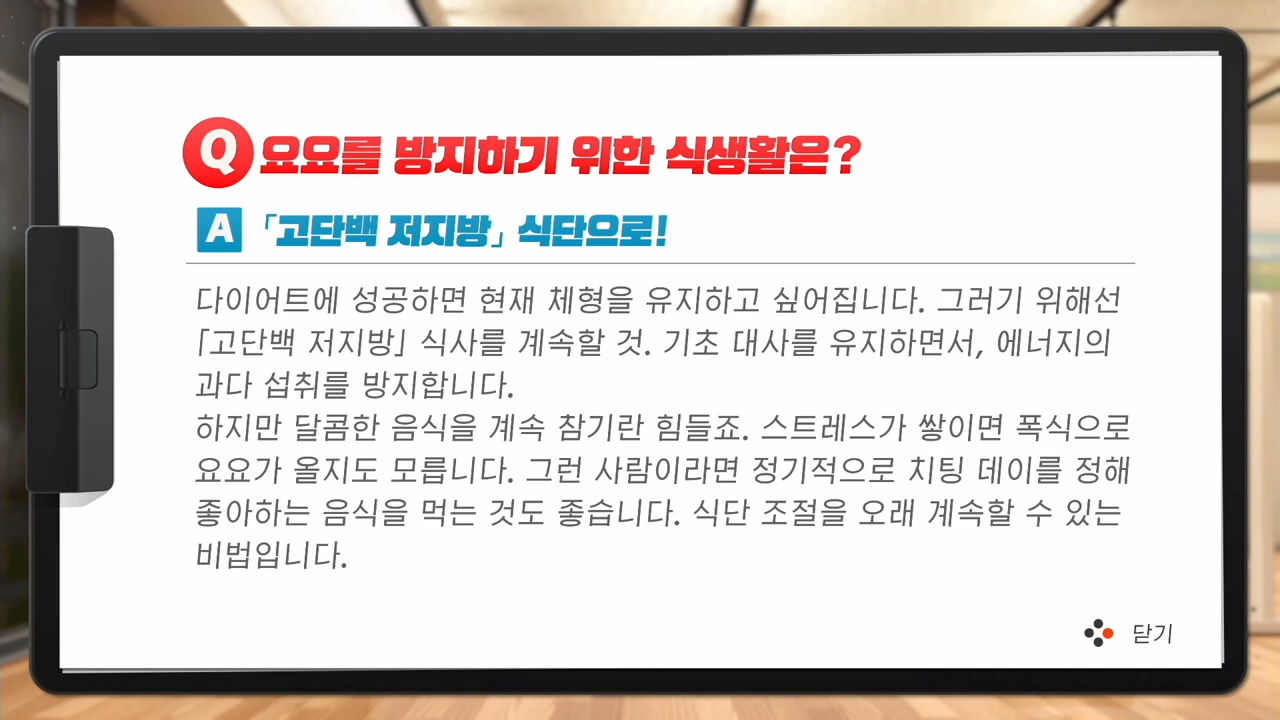 Q 요요를 방지하기 위한 식생활은?
A 「고단백 저지방」 식단으로!
다이어트에 성공하면 현재 체형을 유지하고 싶어집니다. 그러기 위해선
「고단백 저지방」 식사를 계속할 것. 기초 대사를 유지하면서, 에너지의
과다 섭취를 방지합니다.
하지만 달콤한 음식을 계속 참기란 힘들죠. 스트레스가 쌓이면 폭식으로
요요가 올지도 모릅니다. 그런 사람이라면 정기적으로 치팅 데이를 정해
좋아하는 음식을 먹는 것도 좋습니다. 식단 조절을 오래 계속할 수 있는
비법입니다.
닫기